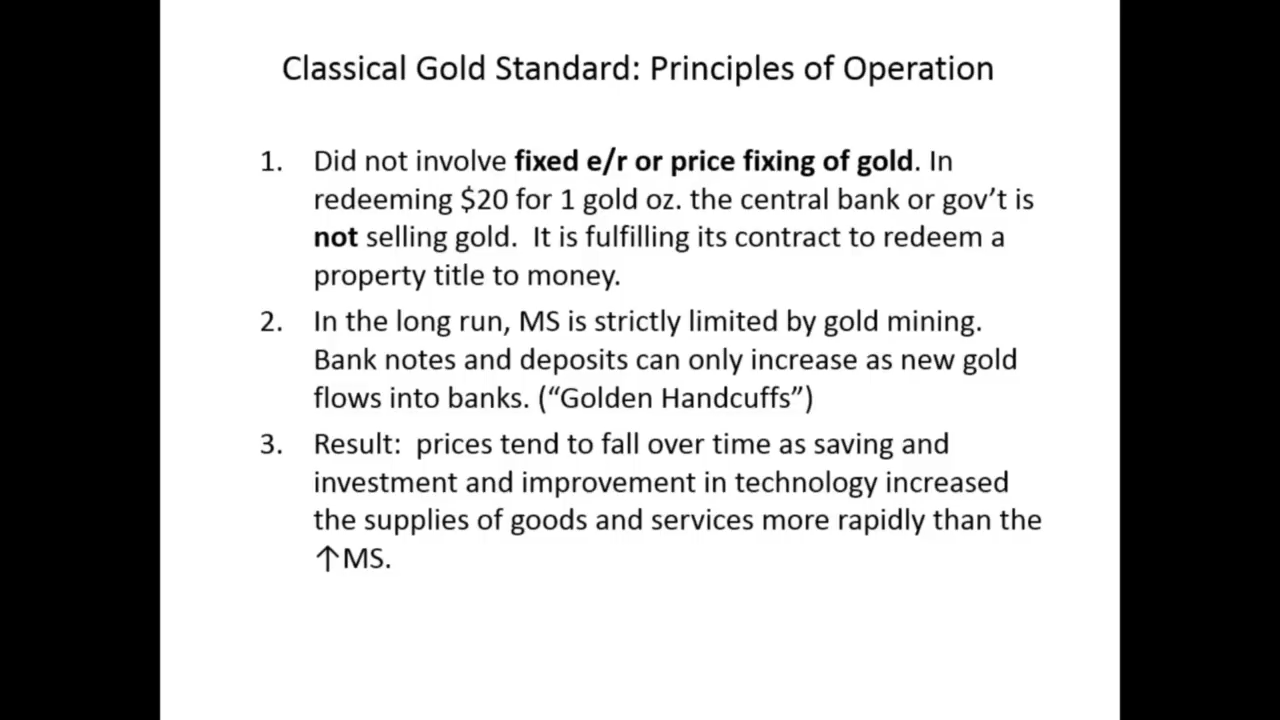 Classical Gold Standard: Principles of Operation
1. Did not involve fixed e/r or price fixing of gold. In
redeeming $20 for 1 gold oz. the central bank or gov’t is
not selling gold.  It is fulfilling its contract to redeem a
property title to money.
2. In the long run, MS is strictly limited by gold mining.
Bank notes and deposits can only increase as new gold
flows into banks. (“Golden Handcuffs”)
3. Result:  prices tend to fall over time as saving and
investment and improvement in technology increased
the supplies of goods and services more rapidly than the
↑MS.